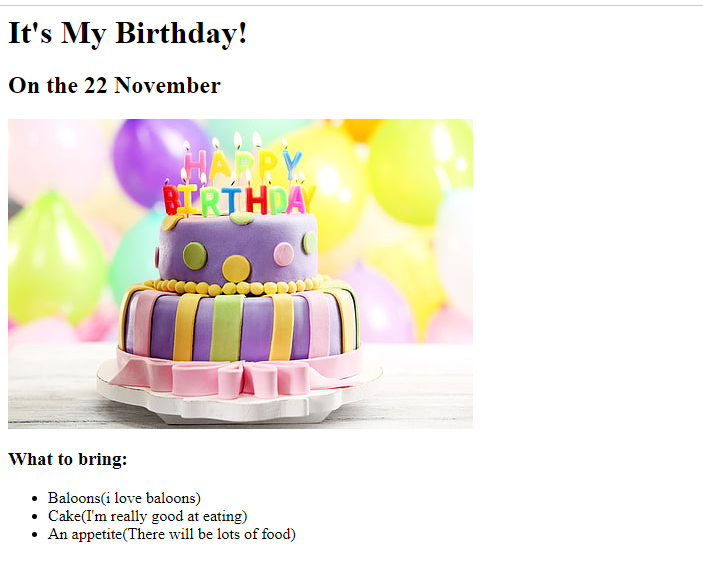 It's My Birthday!
On the 22 November
HAPPY
BIRTHDAY
What to bring:
Baloons(i love baloons)
Cake(I'm really good at eating)
An appetite(There will be lots of food)